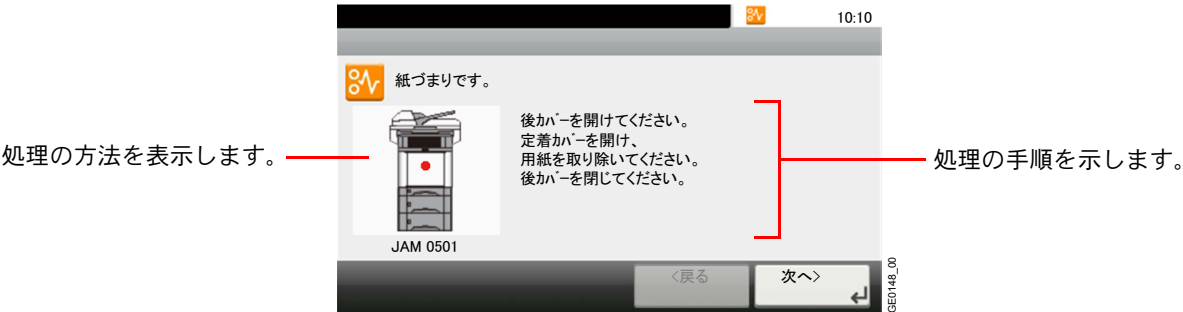 10:10
紙づまりです。
後ｶﾊﾞｰを開けてください。
定着ｶﾊﾞｰを開け、
用紙を取り除いてください。
後ｶﾊﾞｰを閉じてください。
処理の方法を表示します。
処理の手順を示します。
JAM 0501
<戻る
次へ>
GE0148_00